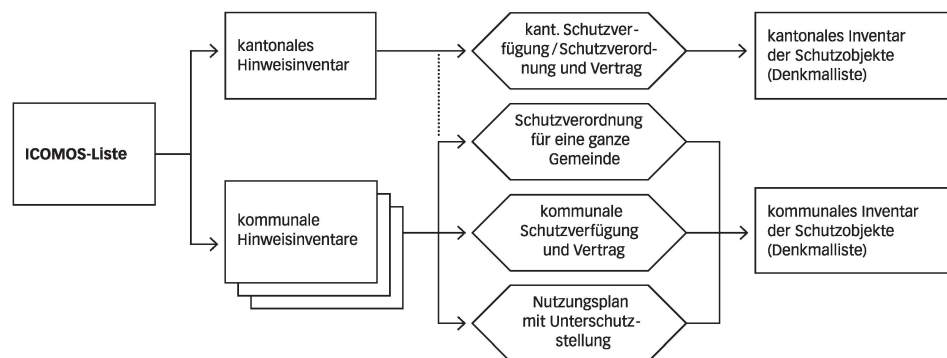 ICOMOS-Liste
kantonales
Hinweisinventar
kommunale
Hinweisinventare
kant. Schutzver-
fügung/Schutzverord-
nung und Vertrag
Schutzverordnung
für eine ganze
Gemeinde
kommunale
Schutzverfügung
und Vertrag
Nutzungsplan
mit Unterschutz-
stellung
kantonales Inventar
der Schutzobjekte
(Denkmalliste)
kommunales Inventar
der Schutzobjekte
(Denkmalliste)